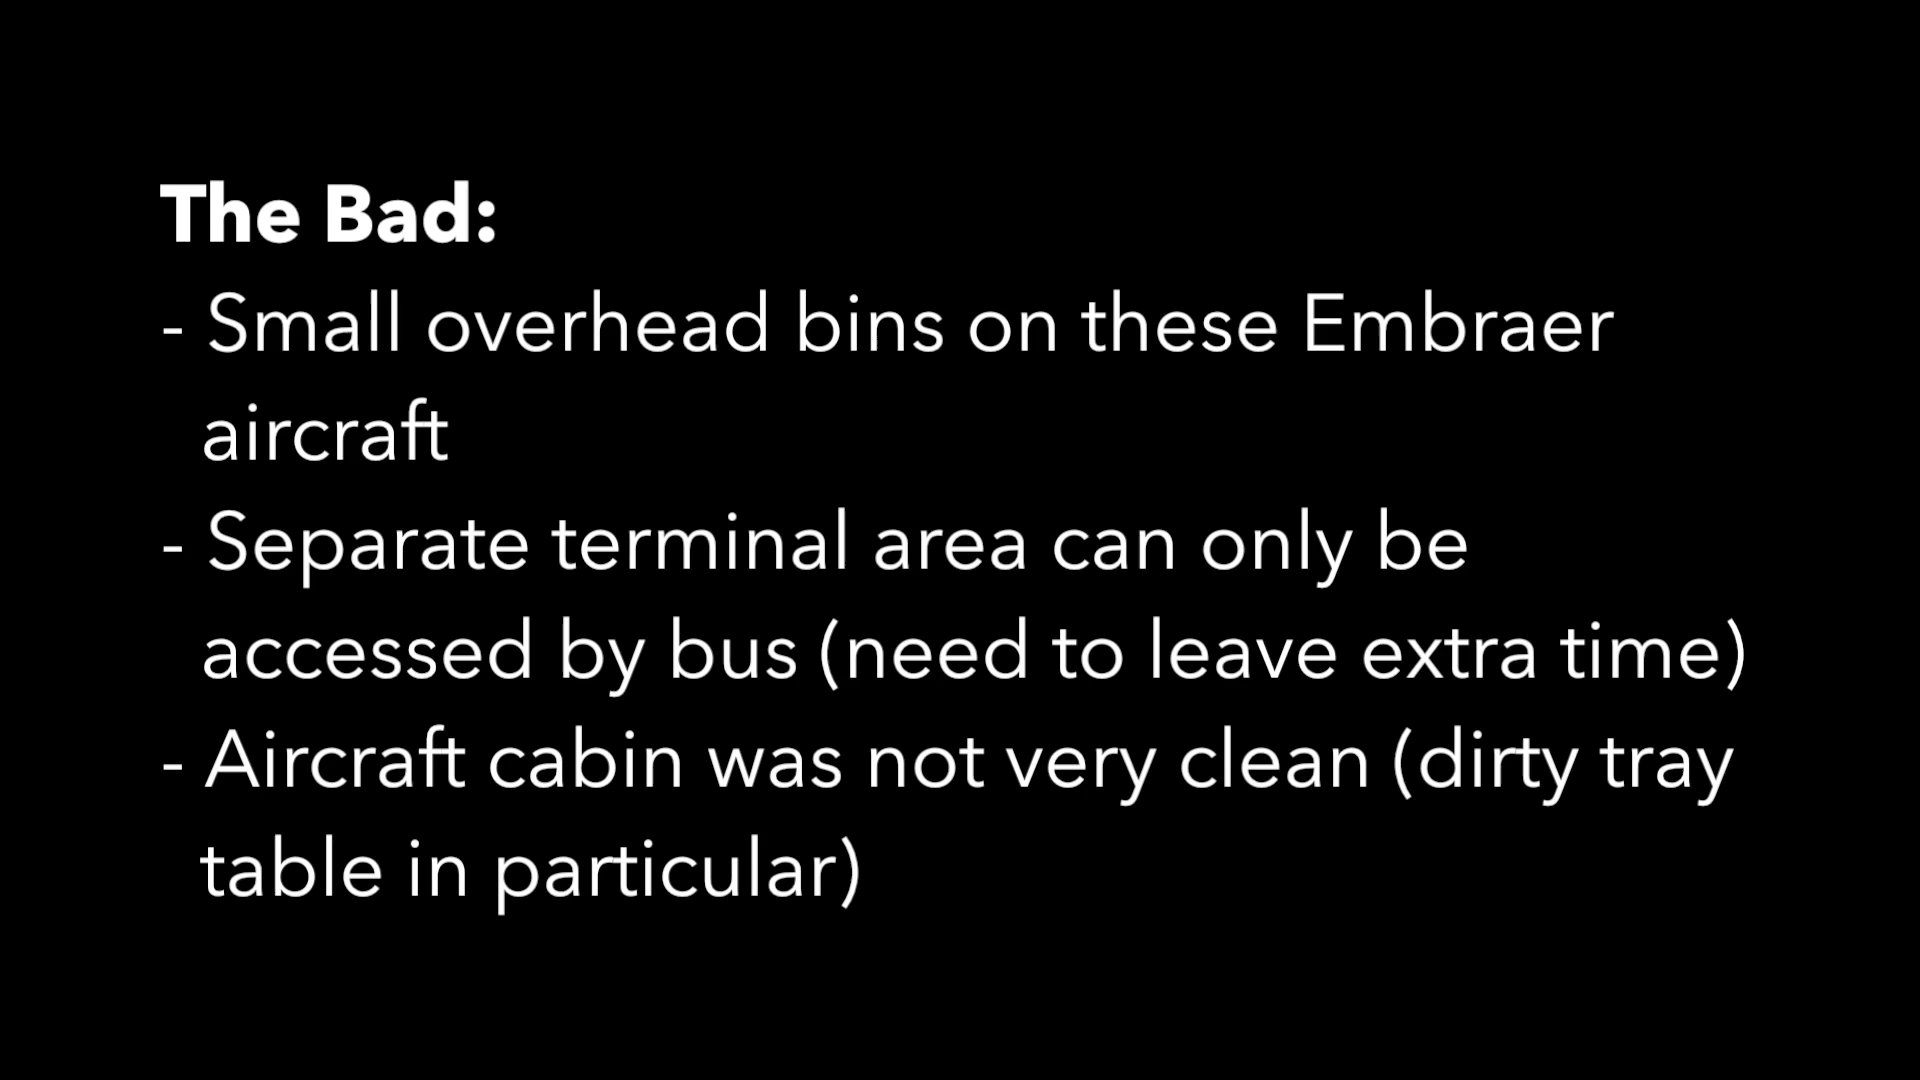 The Bad:
- Small overhead bins on these Embraer
aircraft
- Separate terminal area can only be
accessed by bus (need to leave extra time)
- Aircraft cabin was not very clean (dirty tray
table in particular)